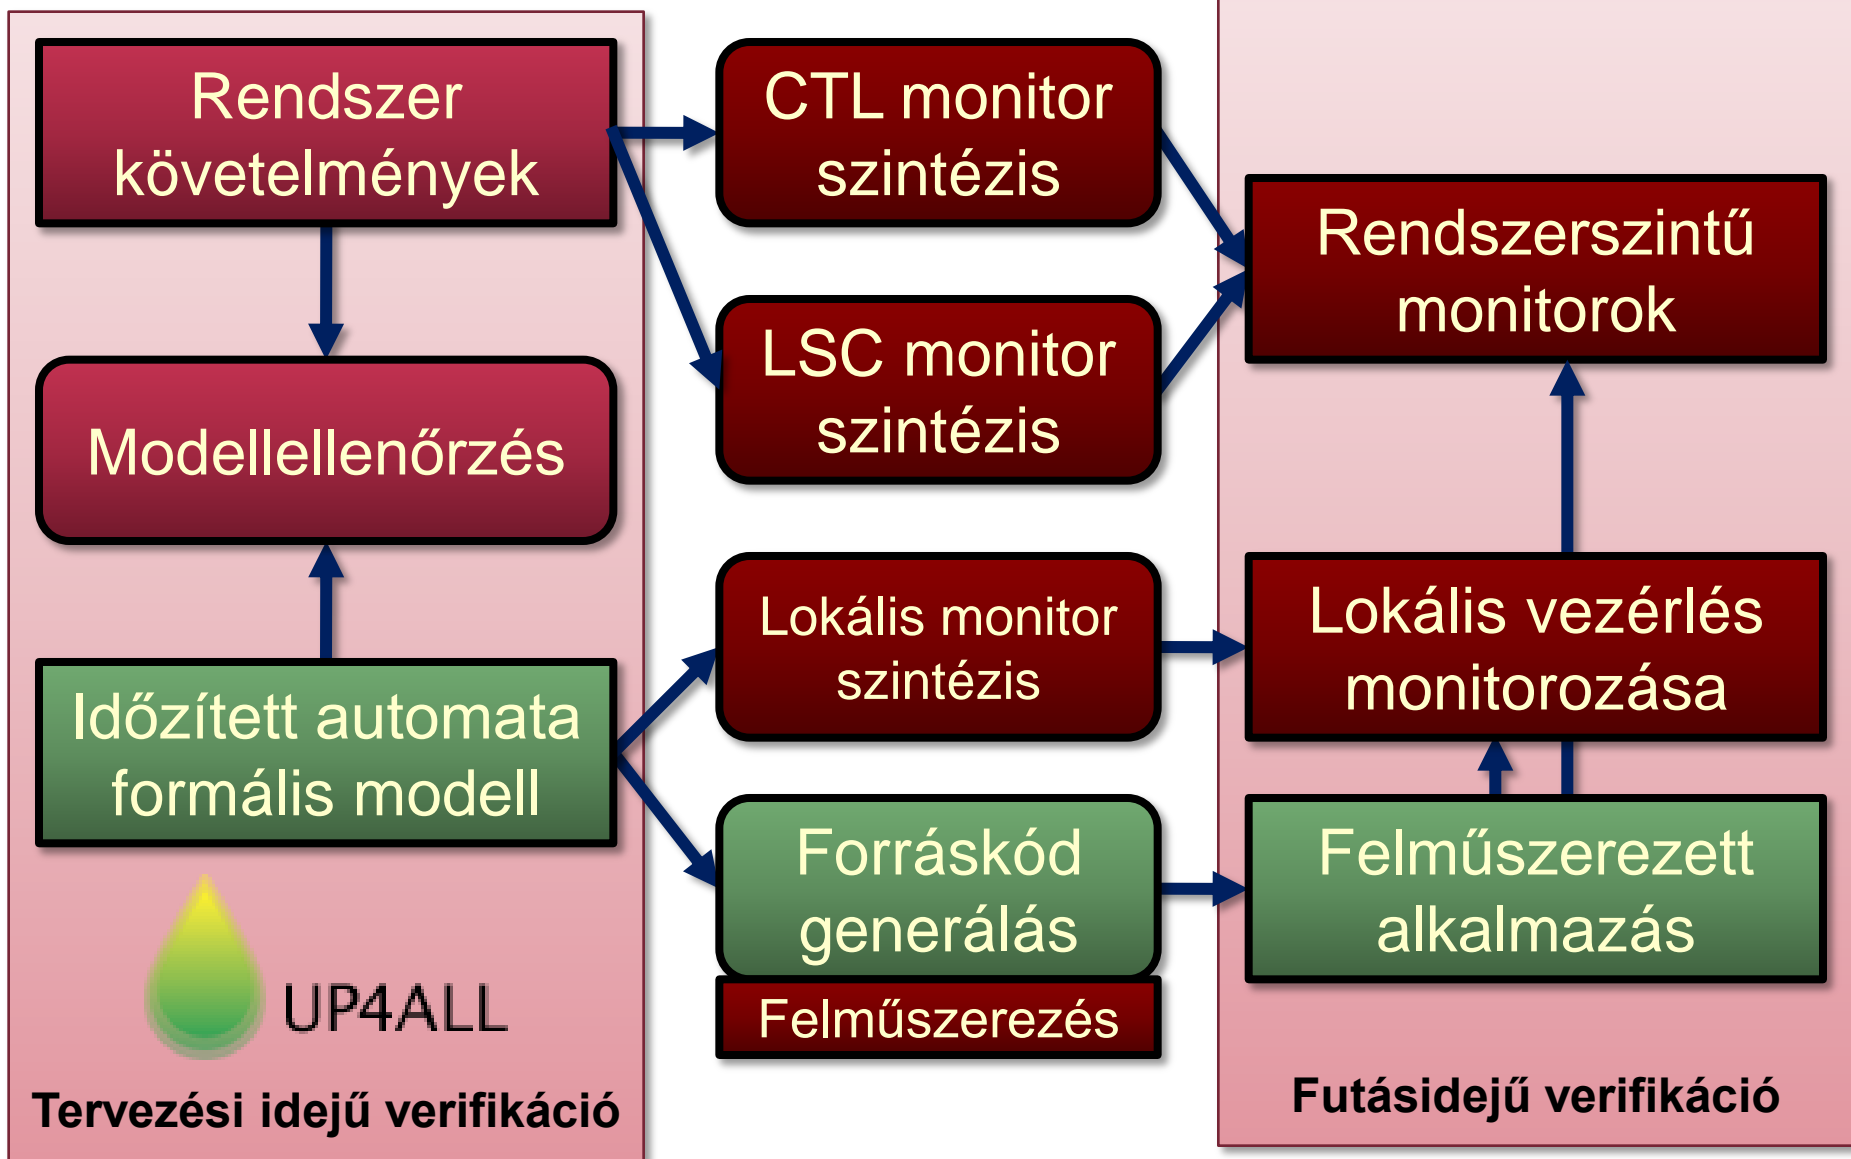 Rendszer
követelmények
Modellellenőrzés
Időzített automata
formális modell
UP4ALL
Tervezési idejű verifikáció
CTL monitor
szintézis
LSC monitor
szintézis
Lokális monitor
szintézis
Forráskód
generálás
Felműszerezés
Rendszerszintű
monitorok
Lokális vezérlés
monitorozása
Felműszerezett
alkalmazás
Futásidejű verifikáció